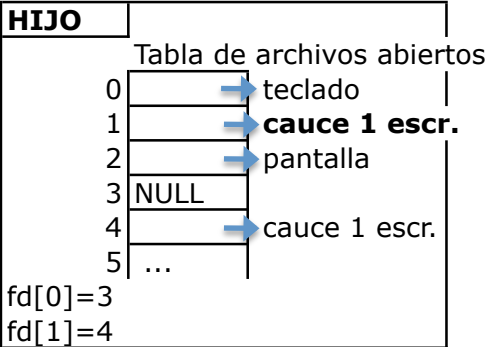 HIJO
Tabla de archivos abiertos
0 teclado
1 cauce 1 escr.
2 pantalla
3 NULL
4 cauce 1 escr.
5 ...
fd[0]=3
fd[1]=4